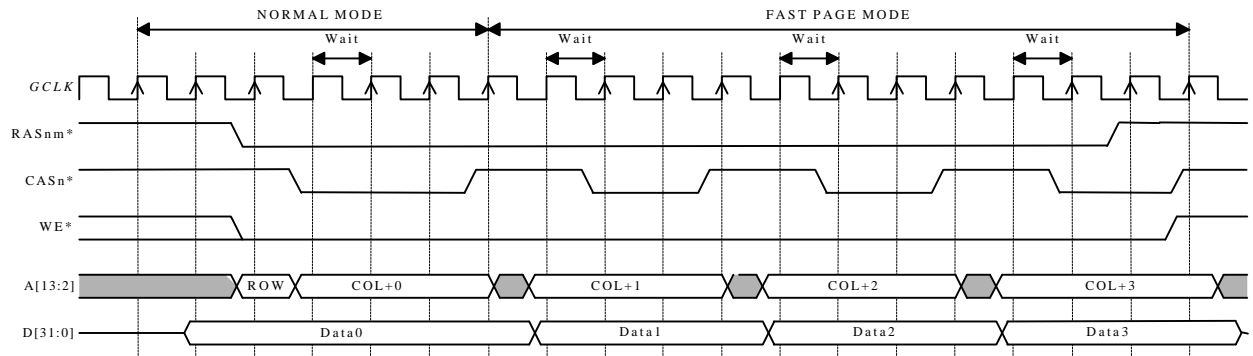 NORMAL MODE FAST PAGE MODE
Wait Wait Wait Wait
GCLK
RASnm*
CASn*
WE*
A[13:2] ROW COL+0 COL+1 COL+2 COL+3
D[31:0] Data0 Data1 Data2 Data3